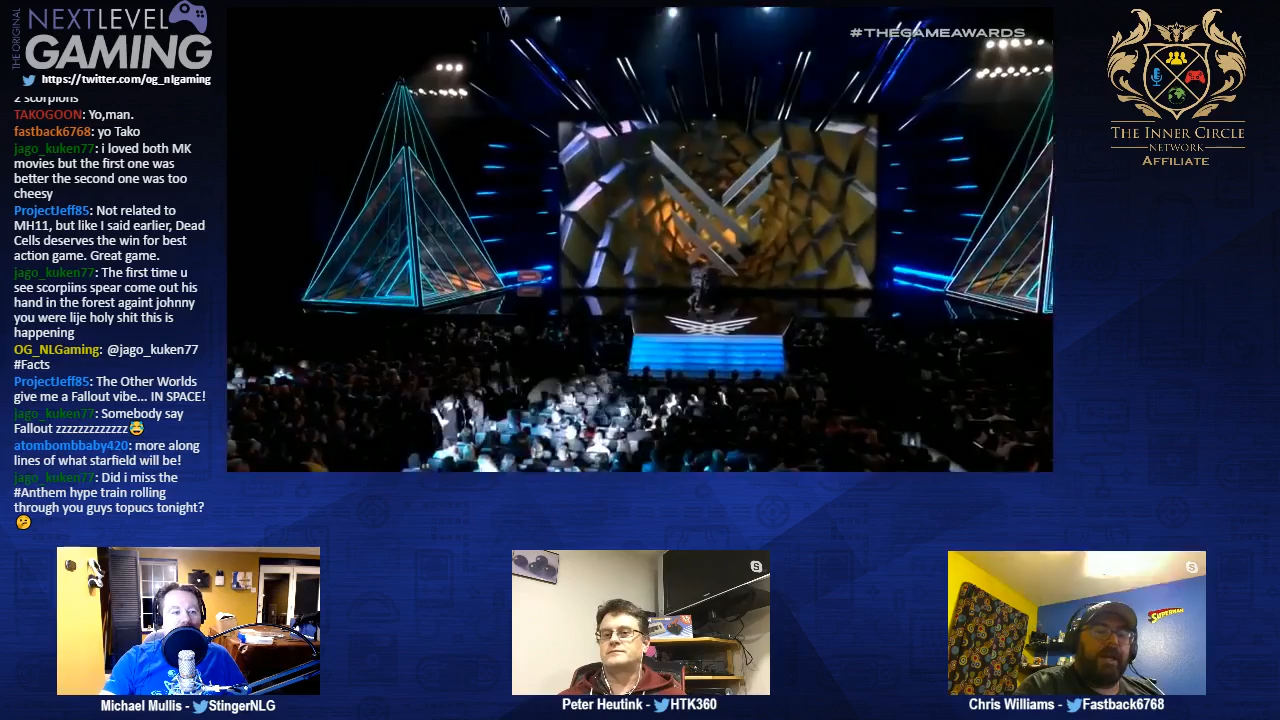 THE ORIGINAL
NEXTLEVEL
GAMING
https://twitter.com/og_nlgaming
2 scorpions
TAKOGOON: Yo,man.
fastback6768: yo Tako
jago_kuken77: i loved both MK
movies but the first one was
better the second one was too
cheesy
ProjectJeff85: Not related to
MH11, but like I said earlier, Dead
Cells deserves the win for best
action game. Great game.
jago_kuken77: The first time u
see scorpiins spear come out his
hand in the forest againt johnny
you were lije holy shit this is
happening
OG_NLGaming: @jago_kuken77
#Facts
ProjectJeff85: The Other Worlds
give me a Fallout vibe... IN SPACE!
jago_kuken77: Somebody say
Fallout zzzzzzzzzzzzz😂
atombombbaby420: more along
lines of what starfield will be!
jago_kuken77: Did i miss the
#Anthem hype train rolling
through you guys topucs tonight?
🤔
#THEGAMEAWARDS
THE INNER CIRCLE
NETWORK
AFFILIATE
SUPERMAN
Michael Mullis - StingerNLG
Peter Heutink - HTK360
Chris Williams - Fastback6768